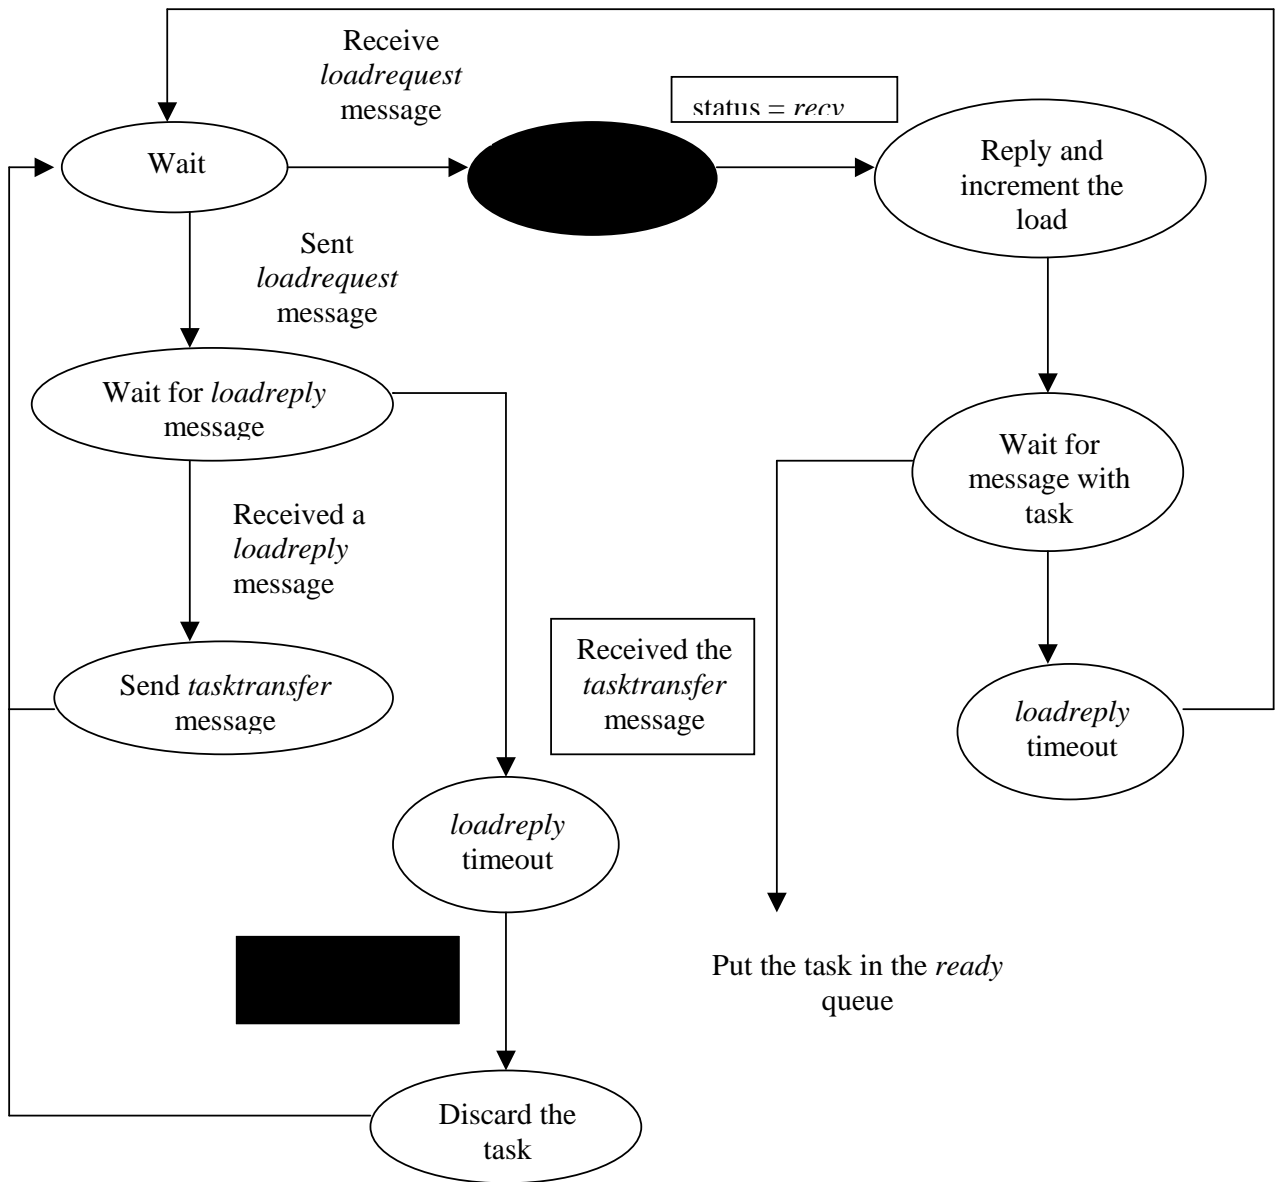 Receive
loadrequest
message
status = recv
Wait
Reply and
increment the
load
Sent
loadrequest
message
Wait for loadreply
message
Wait for
message with
task
Received a
loadreply
message
Received the
tasktransfer
message
Send tasktransfer
message
loadreply
timeout
loadreply
timeout
Put the task in the ready
queue
Discard the
task